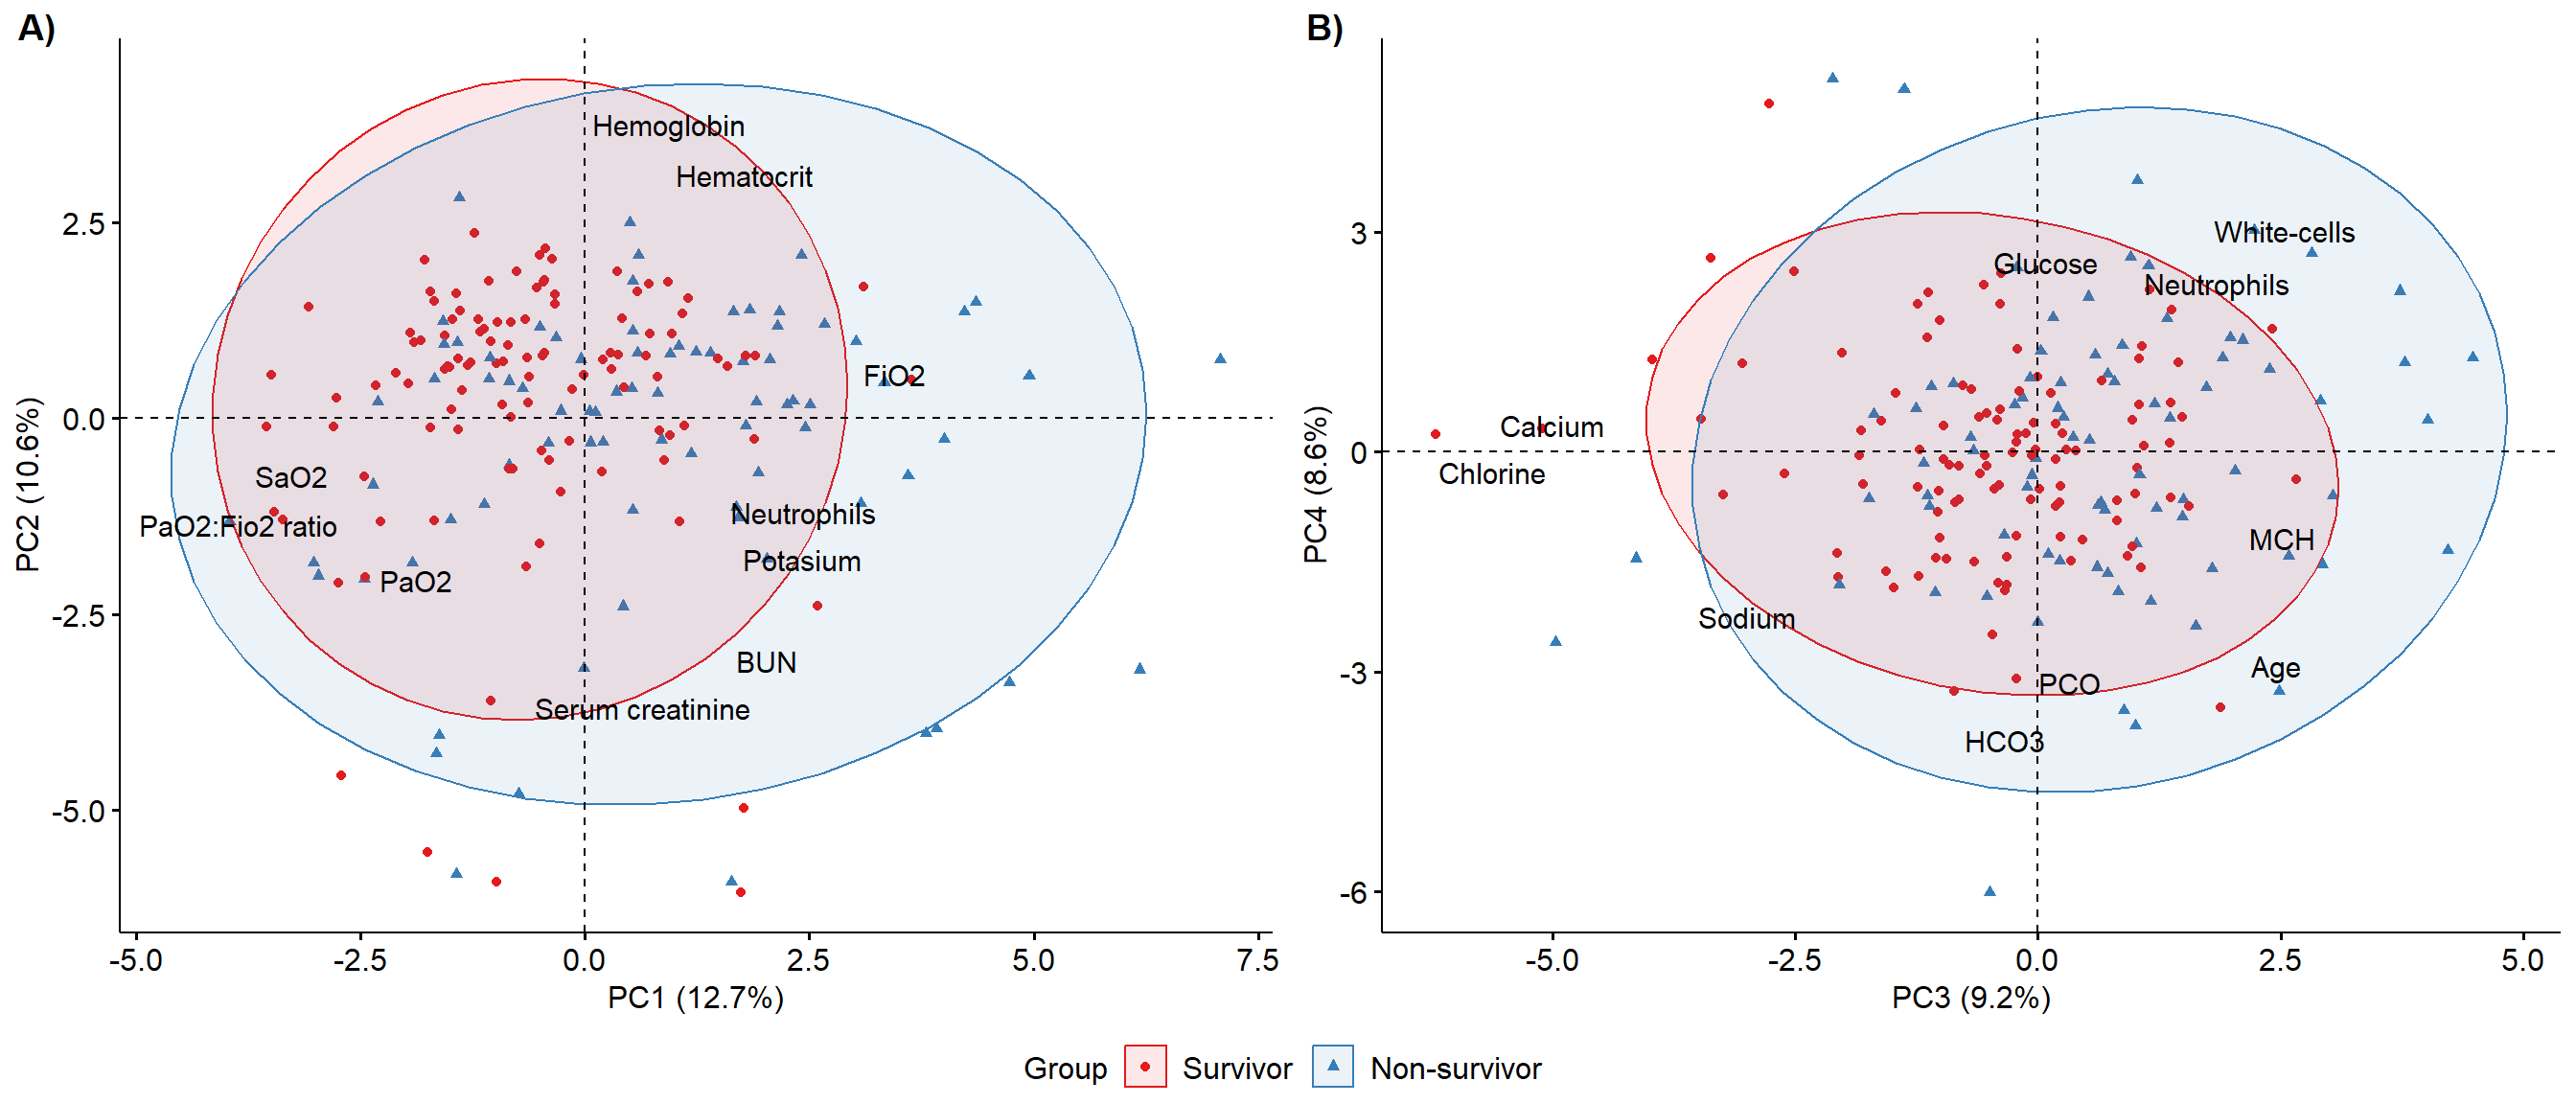 A)
Hemoglobin
Hematocrit
2.5
FiO2
0.0
SaO2
PaO2:Fio2 ratio
Neutrophils
Potasium
PaO2
-2.5
BUN
Serum creatinine
-5.0
PC2 (10.6%)
-5.0 -2.5 0.0 2.5 5.0 7.5
PC1 (12.7%)
B)
3
White-cells
Glucose
Neutrophils
Calcium
0
Chlorine
MCH
Sodium
Age
-3
PCO
HCO3
-6
PC4 (8.6%)
-5.0 -2.5 0.0 2.5 5.0
PC3 (9.2%)
Group Survivor Non-survivor